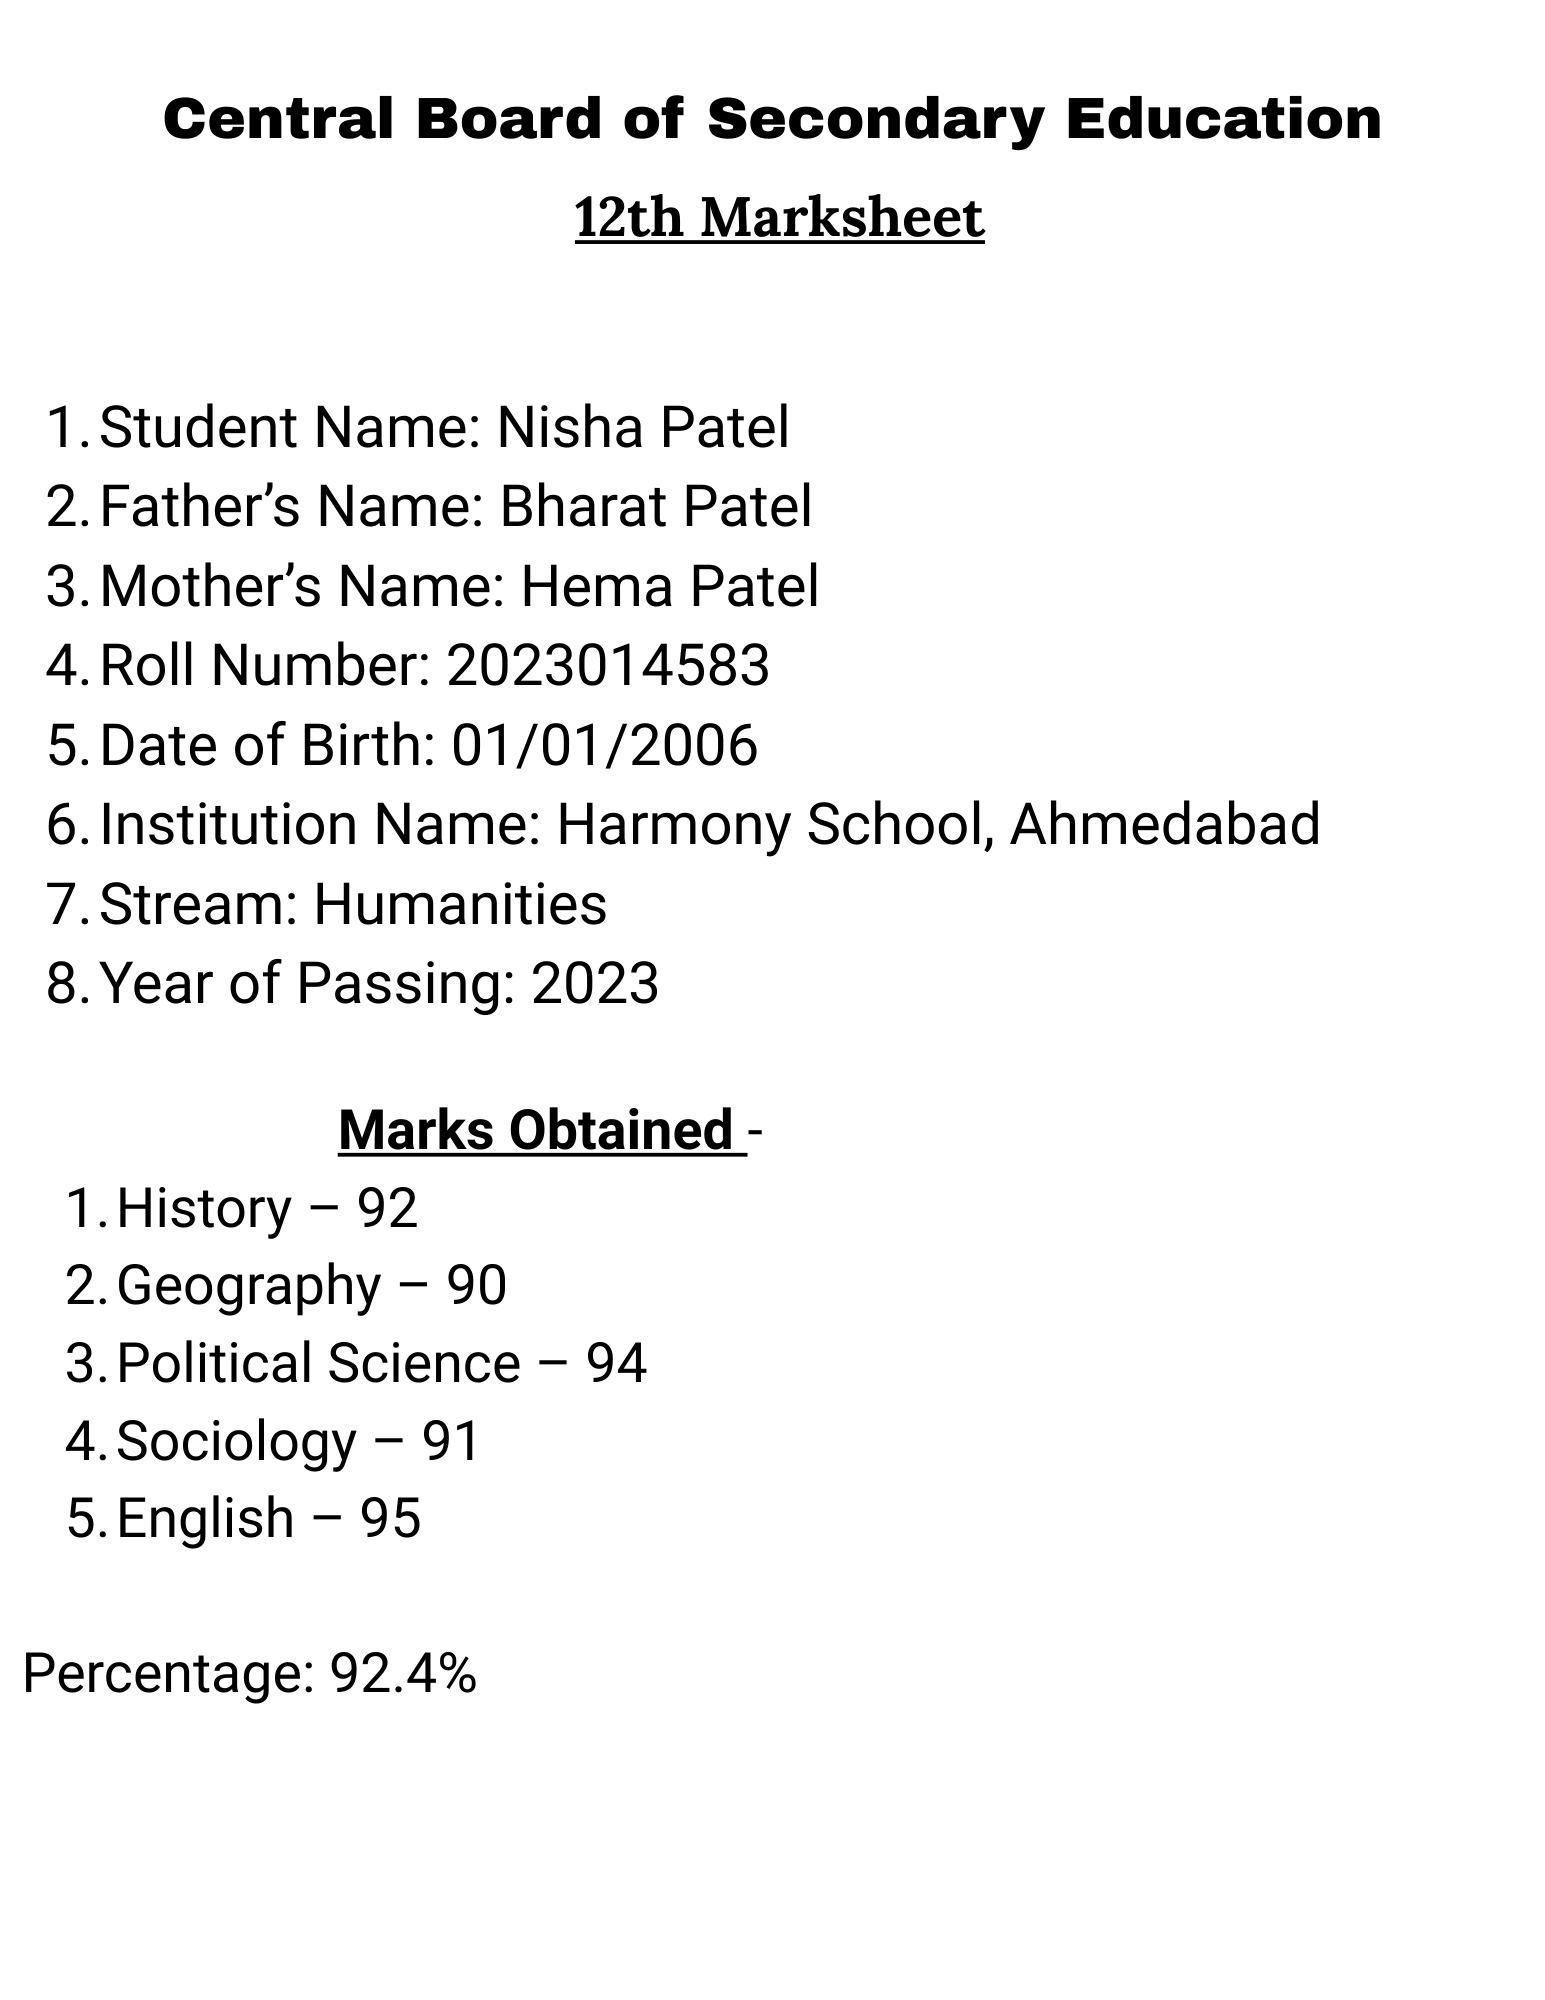 Central Board of Secondary Education
12th Marksheet
1. Student Name: Nisha Patel
2. Father’s Name: Bharat Patel
3. Mother’s Name: Hema Patel
4. Roll Number: 2023014583
5. Date of Birth: 01/01/2006
6. Institution Name: Harmony School, Ahmedabad
7. Stream: Humanities
8. Year of Passing: 2023
Marks Obtained -
1. History – 92
2. Geography – 90
3. Political Science – 94
4. Sociology – 91
5. English – 95
Percentage: 92.4%